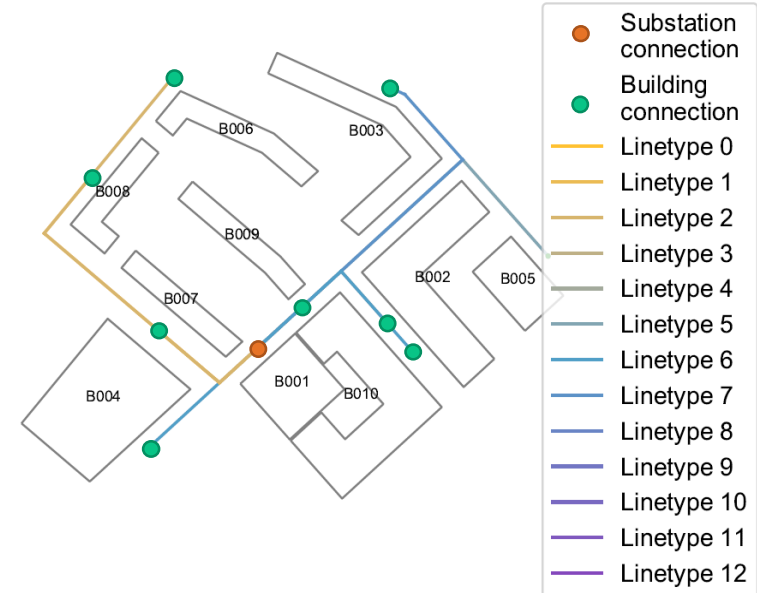 Substation
connection
Building
connection
Linetype 0
Linetype 1
Linetype 2
Linetype 3
Linetype 4
Linetype 5
Linetype 6
Linetype 7
Linetype 8
Linetype 9
Linetype 10
Linetype 11
Linetype 12
B006
B003
B008
B009
B002
B005
B007
B001
B004
B010